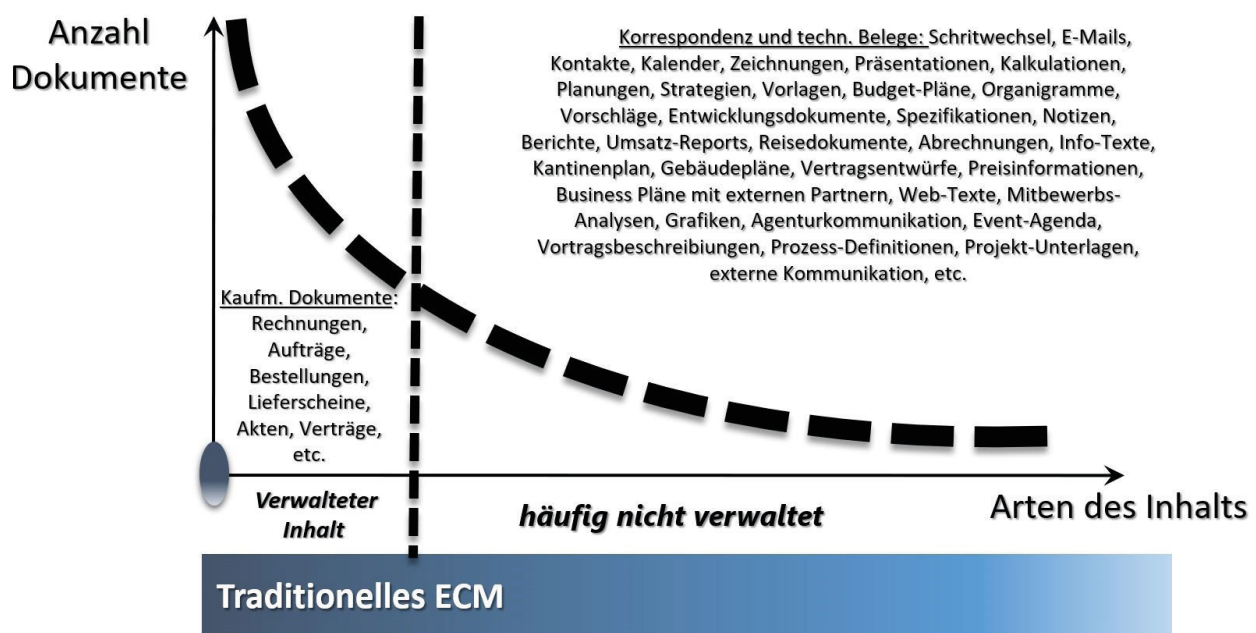 Anzahl
Dokumente
Korrespondenz und techn. Belege: Schritwechsel, E-Mails,
Kontakte, Kalender, Zeichnungen, Präsentationen, Kalkulationen,
Planungen, Strategien, Vorlagen, Budget-Pläne, Organigramme,
Vorschläge, Entwicklungsdokumente, Spezifikationen, Notizen,
Berichte, Umsatz-Reports, Reisedokumente, Abrechnungen, Info-Texte,
Kantinenplan, Gebäudepläne, Vertragsentwürfe, Preisinformationen,
Business Pläne mit externen Partnern, Web-Texte, Mitbewerbs-
Analysen, Grafiken, Agenturkommunikation, Event-Agenda,
Vortragsbeschreibiungen, Prozess-Definitionen, Projekt-Unterlagen,
externe Kommunikation, etc.
Kaufm. Dokumente:
Rechnungen,
Aufträge,
Bestellungen,
Lieferscheine,
Akten, Verträge,
etc.
Verwalteter
Inhalt
häufig nicht verwaltet
Arten des Inhalts
Traditionelles ECM